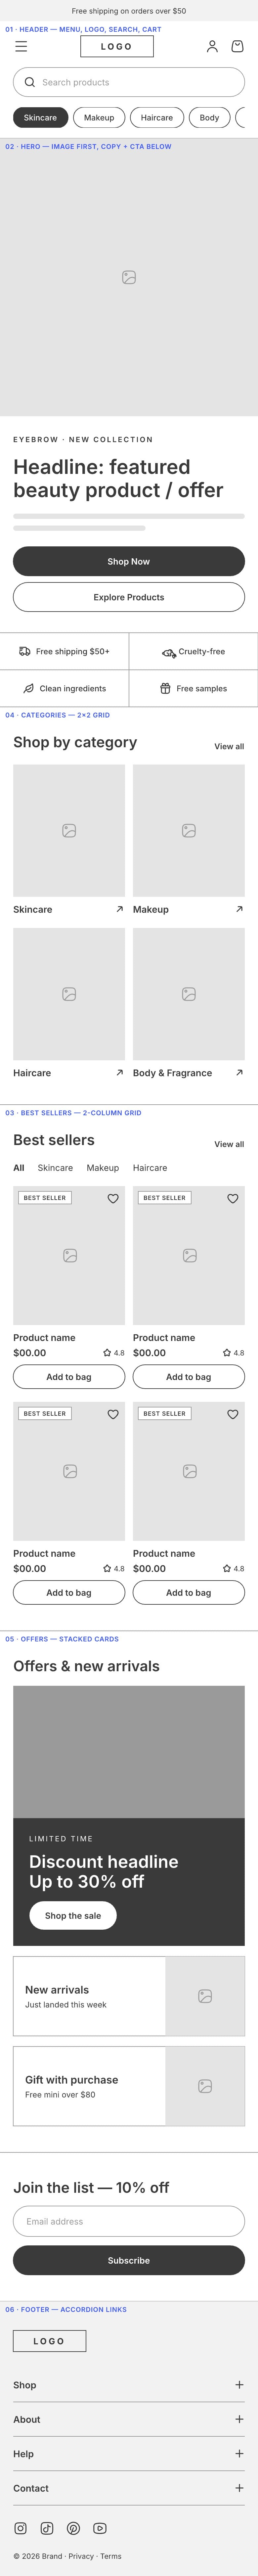 Free shipping on orders over $50
01 · HEADER — MENU, LOGO, SEARCH, CART
LOGO
Search products
Skincare Makeup Haircare Body
02 · HERO — IMAGE FIRST, COPY + CTA BELOW
EYEBROW · NEW COLLECTION
Headline: featured
beauty product / offer
Shop Now
Explore Products
Free shipping $50+ Cruelty-free
Clean ingredients Free samples
04 · CATEGORIES — 2×2 GRID
Shop by category View all
Skincare Makeup
Haircare Body & Fragrance
03 · BEST SELLERS — 2-COLUMN GRID
Best sellers View all
All Skincare Makeup Haircare
BEST SELLER BEST SELLER
Product name Product name
$00.00 4.8 $00.00 4.8
Add to bag Add to bag
BEST SELLER BEST SELLER
Product name Product name
$00.00 4.8 $00.00 4.8
Add to bag Add to bag
05 · OFFERS — STACKED CARDS
Offers & new arrivals
LIMITED TIME
Discount headline
Up to 30% off
Shop the sale
New arrivals
Just landed this week
Gift with purchase
Free mini over $80
Join the list — 10% off
Email address
Subscribe
06 · FOOTER — ACCORDION LINKS
LOGO
Shop
About
Help
Contact
© 2026 Brand · Privacy · Terms